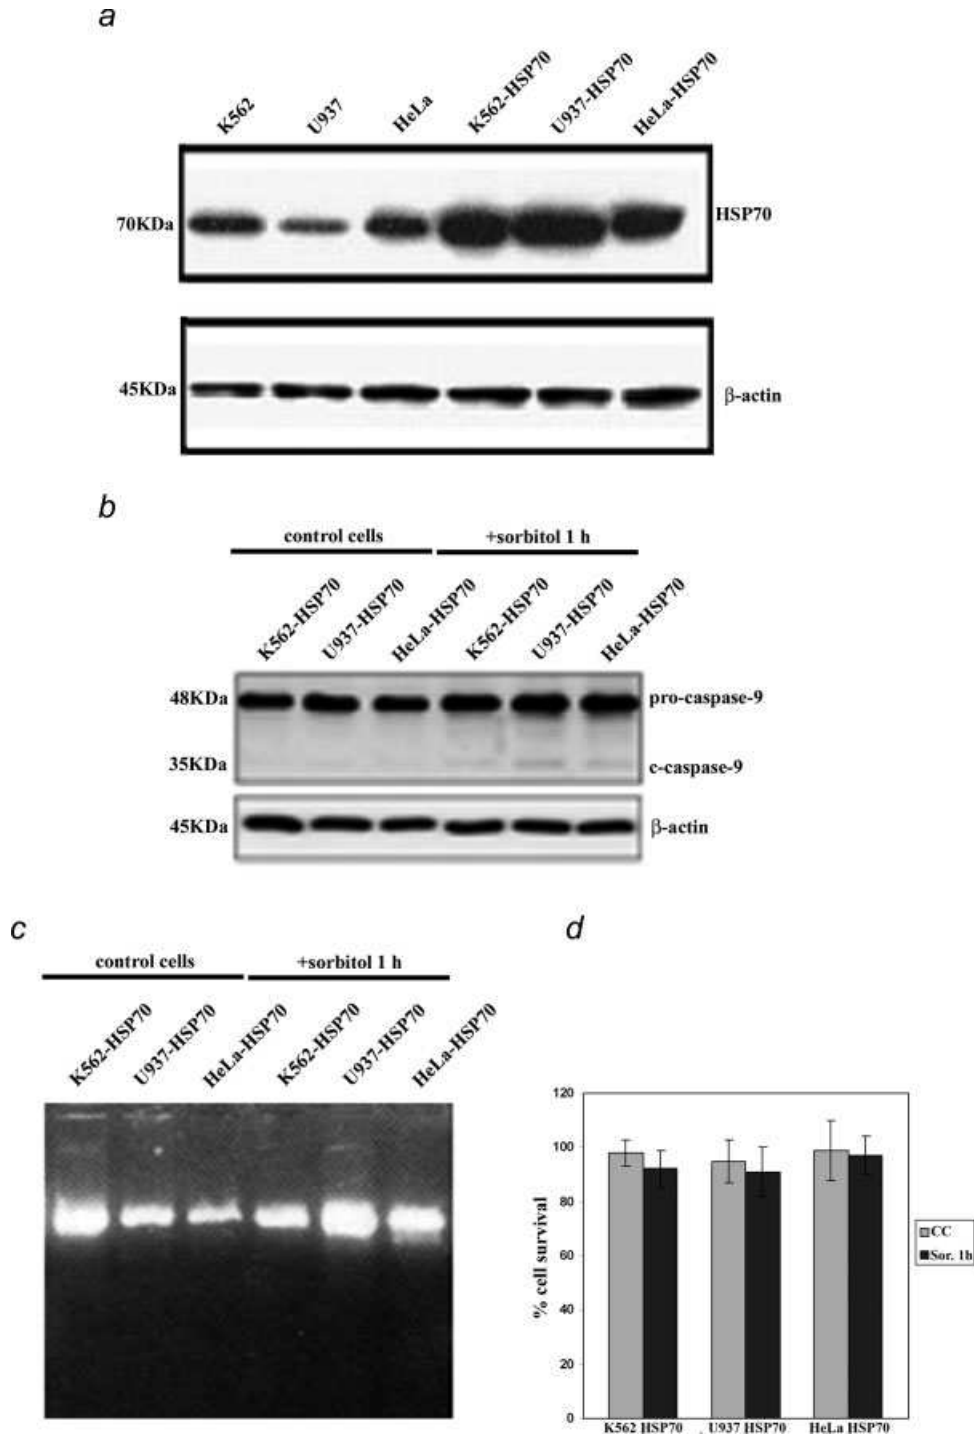 a
K562
U937
HeLa
K562-HSP70
U937-HSP70
HeLa-HSP70
70KDa
HSP70
45KDa
β-actin
b
control cells
+sorbitol 1 h
K562-HSP70
U937-HSP70
HeLa-HSP70
K562-HSP70
U937-HSP70
HeLa-HSP70
48KDa
pro-caspase-9
35KDa
c-caspase-9
45KDa
β-actin
c
control cells
+sorbitol 1 h
K562-HSP70
U937-HSP70
HeLa-HSP70
K562-HSP70
U937-HSP70
HeLa-HSP70
d
% cell survival
120
100
80
60
40
20
0
K562 HSP70
U937 HSP70
HeLa HSP70
CC
Sor. 1h